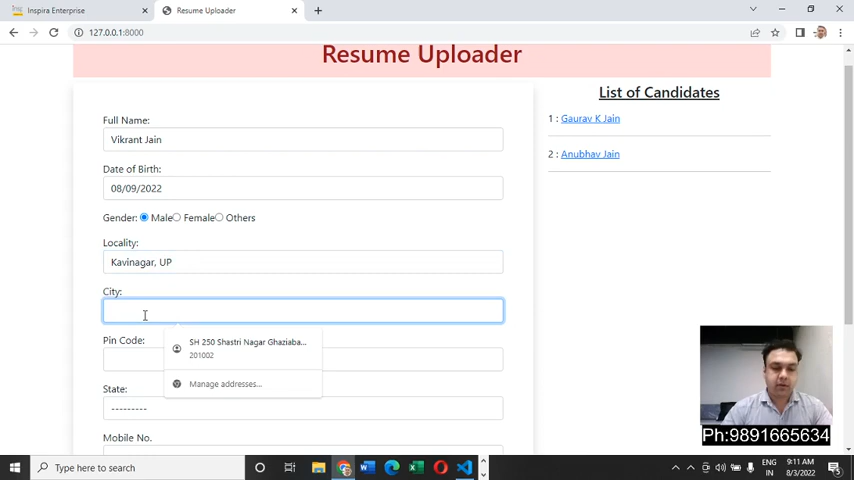 Inspira Enterprise
Resume Uploader
127.0.0.1:8000
Resume Uploader
Full Name:
Vikrant Jain
Date of Birth:
08/09/2022
Gender: Male Female Others
Locality:
Kavinagar, UP
City:
SH 250 Shastri Nagar Ghaziaba...
201002
Manage addresses...
Pin Code:
State:
---------
Mobile No.
List of Candidates
1 : Gaurav K Jain
2 : Anubhav Jain
Ph:9891665634
Type here to search
ENG
IN
9:11 AM
8/3/2022
5